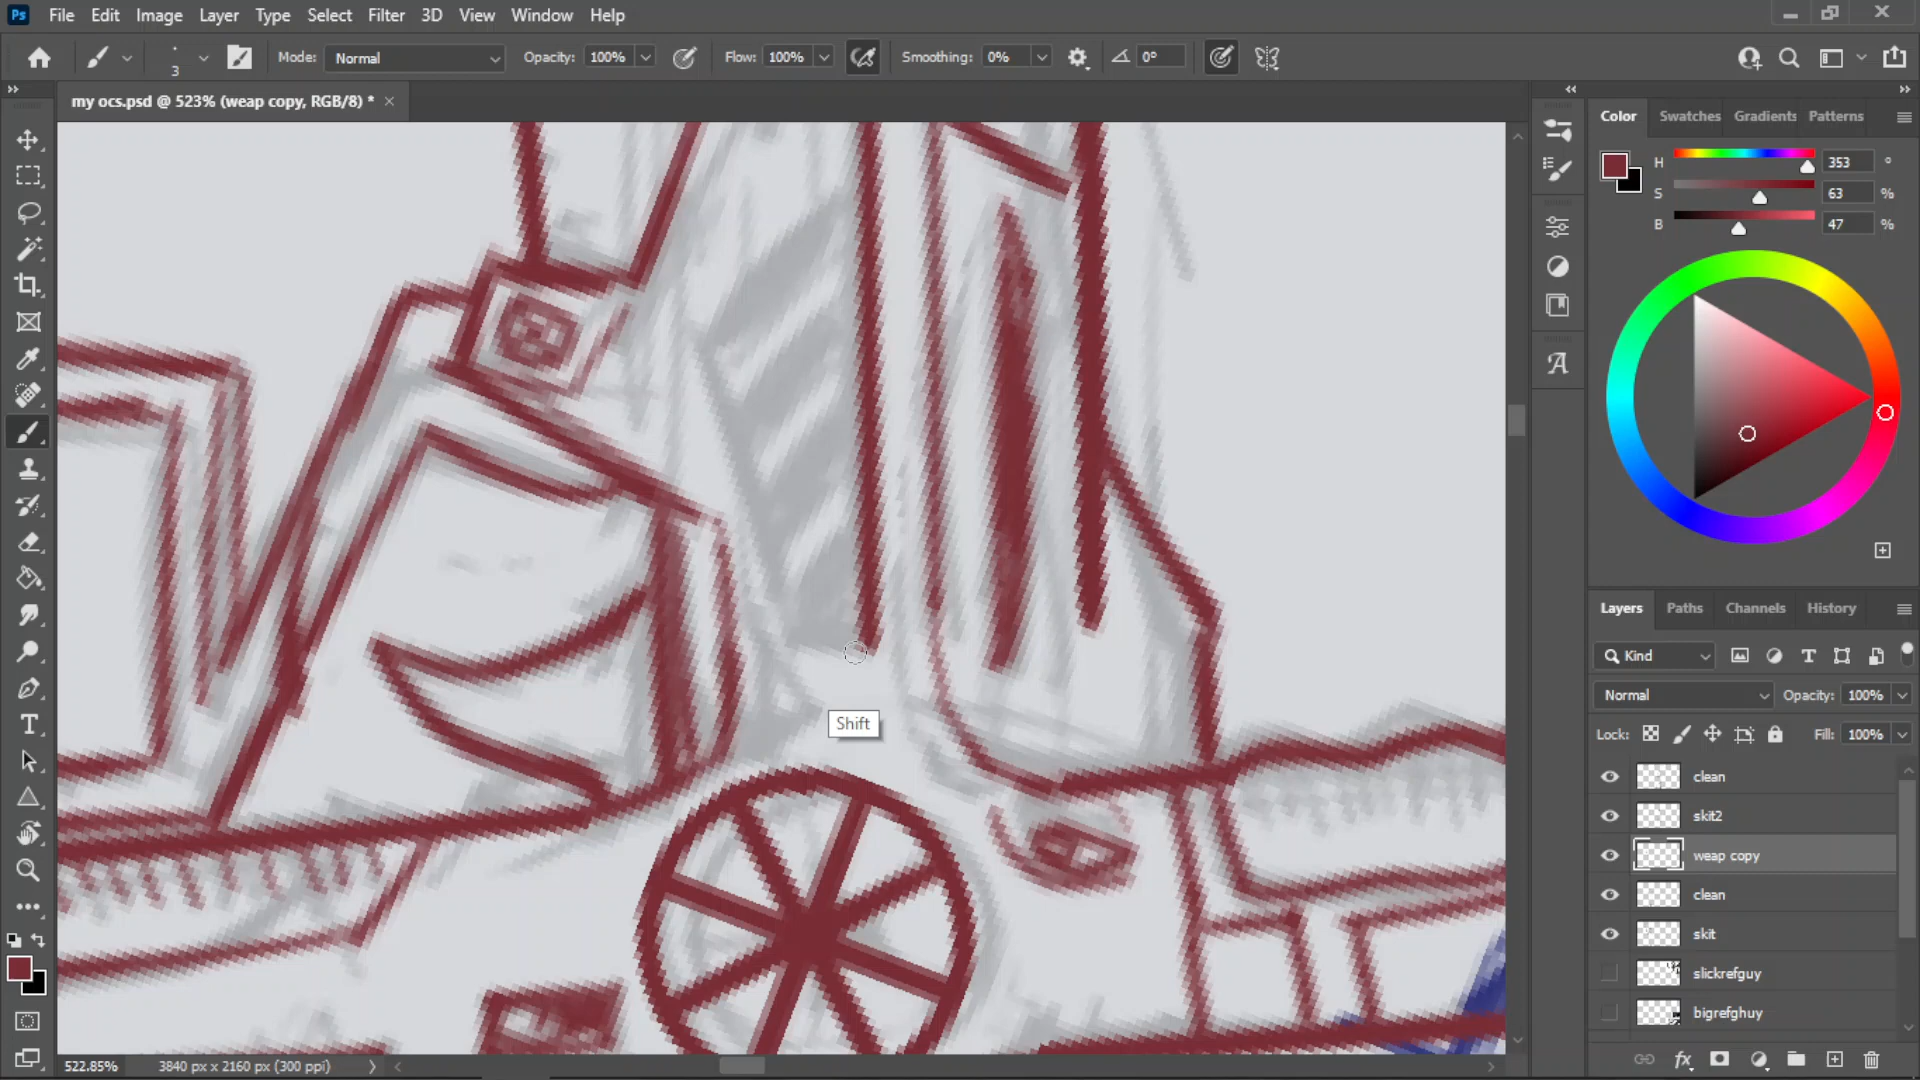 Ps File Edit Image Layer Type Select Filter 3D View Window Help
3 Mode: Normal Opacity: 100% Flow: 100% Smoothing: 0% 0°
my ocs.psd @ 523% (weap copy, RGB/8) * ×
Color Swatches Gradients Patterns
H 353 °
S 63 %
B 47 %
Shift
Layers Paths Channels History
Kind
Normal Opacity: 100%
Lock: Fill: 100%
clean
skit2
weap copy
clean
skit
slickrefguy
bigrefghuy
fx
522.85% 3840 px x 2160 px (300 ppi)